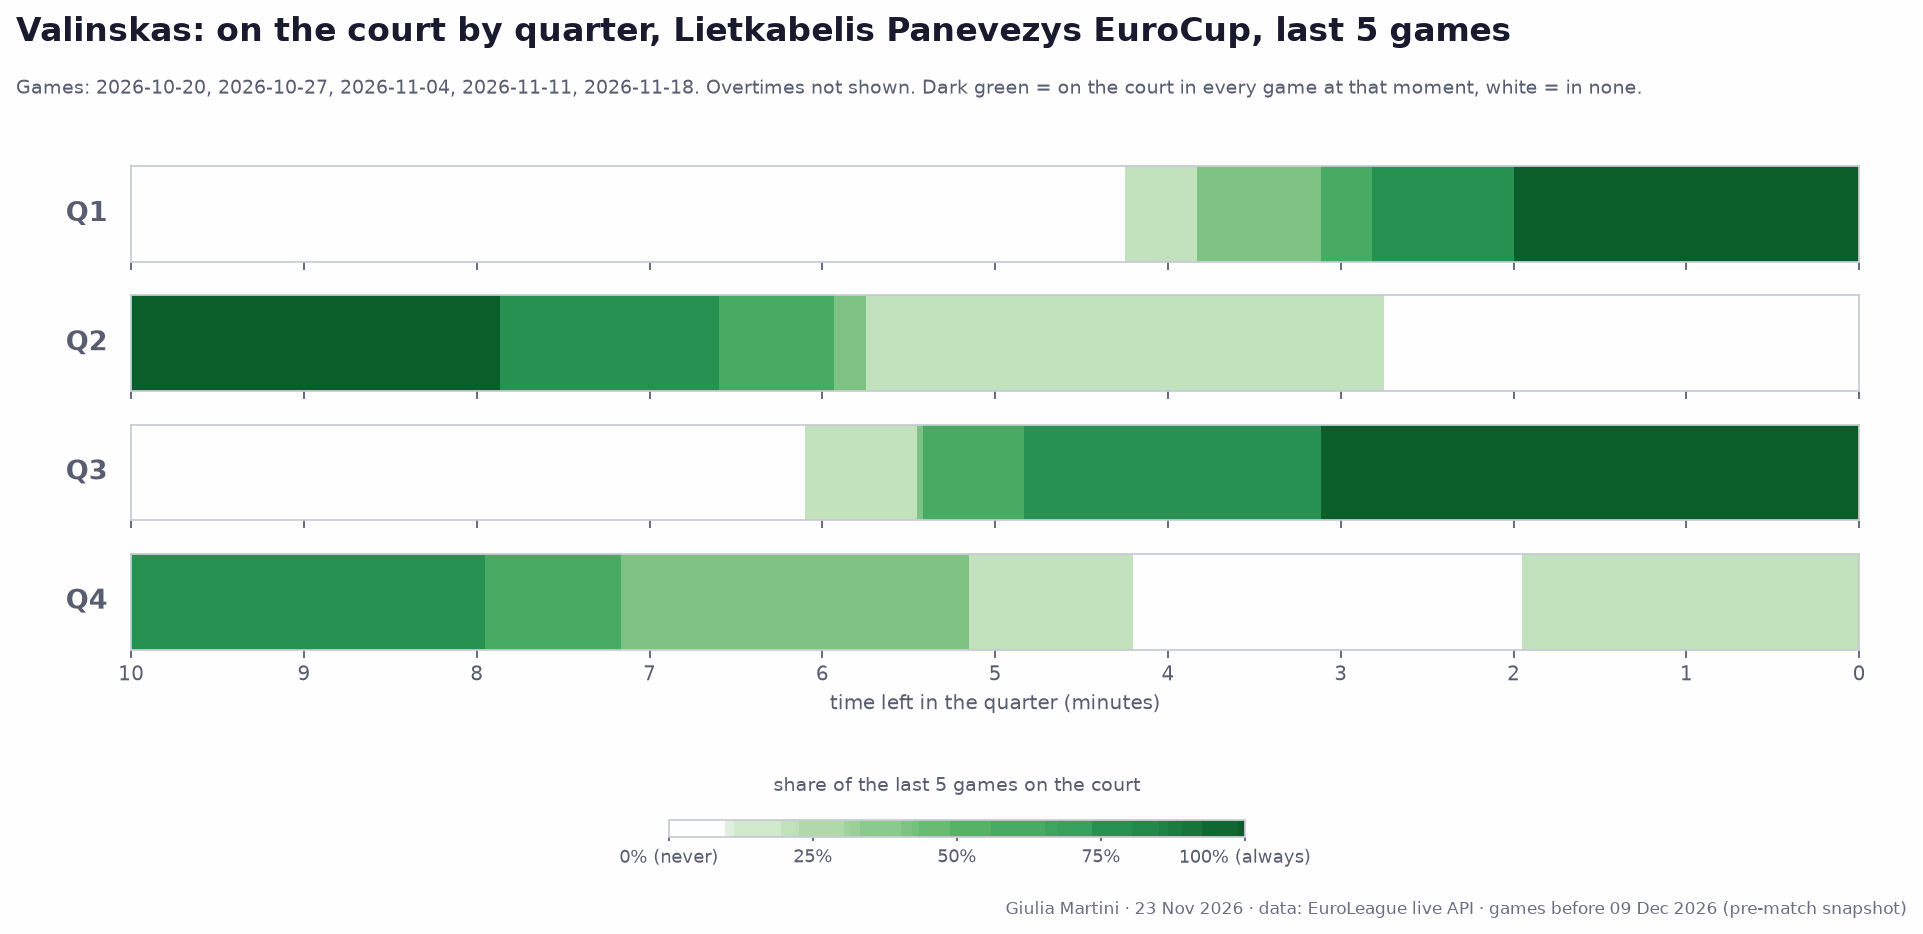 Valinskas: on the court by quarter, Lietkabelis Panevezys EuroCup, last 5 games
Games: 2026-10-20, 2026-10-27, 2026-11-04, 2026-11-11, 2026-11-18. Overtimes not shown. Dark green = on the court in every game at that moment, white = in none.
Q1
Q2
Q3
Q4
10 9 8 7 6 5 4 3 2 1 0
time left in the quarter (minutes)
share of the last 5 games on the court
0% (never) 25% 50% 75% 100% (always)
Giulia Martini · 23 Nov 2026 · data: EuroLeague live API · games before 09 Dec 2026 (pre-match snapshot)